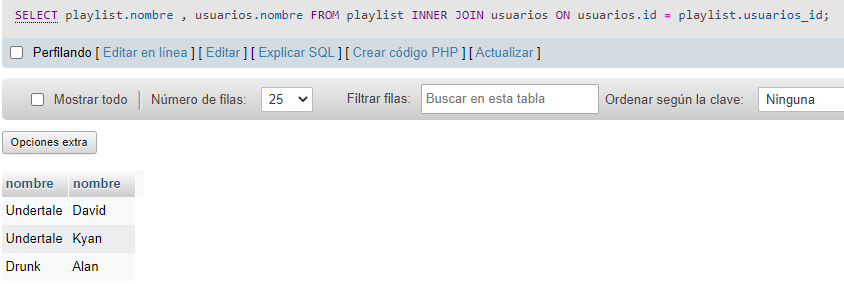 SELECT playlist.nombre , usuarios.nombre FROM playlist INNER JOIN usuarios ON usuarios.id = playlist.usuarios_id;
Perfilando [ Editar en línea ] [ Editar ] [ Explicar SQL ] [ Crear código PHP ] [ Actualizar ]
Mostrar todo | Número de filas: 25 Filtrar filas: Buscar en esta tabla Ordenar según la clave: Ninguna
Opciones extra
nombre nombre
Undertale David
Undertale Kyan
Drunk Alan